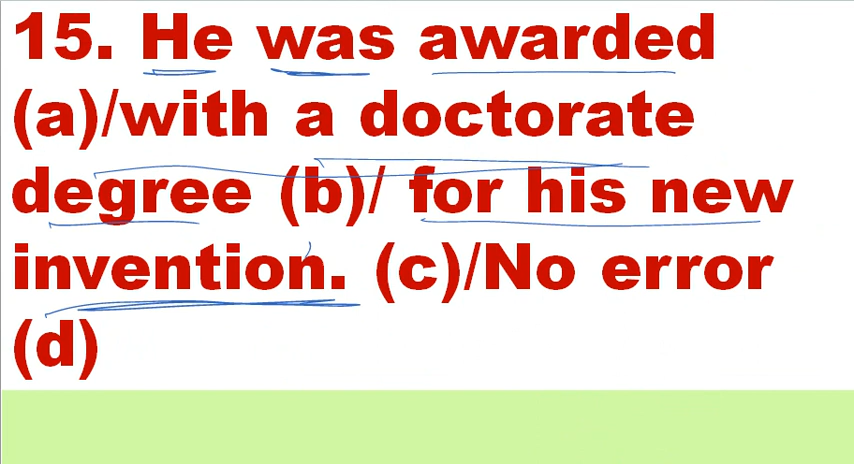 15. He was awarded
(a)/with a doctorate
degree (b)/ for his new
invention. (c)/No error
(d)